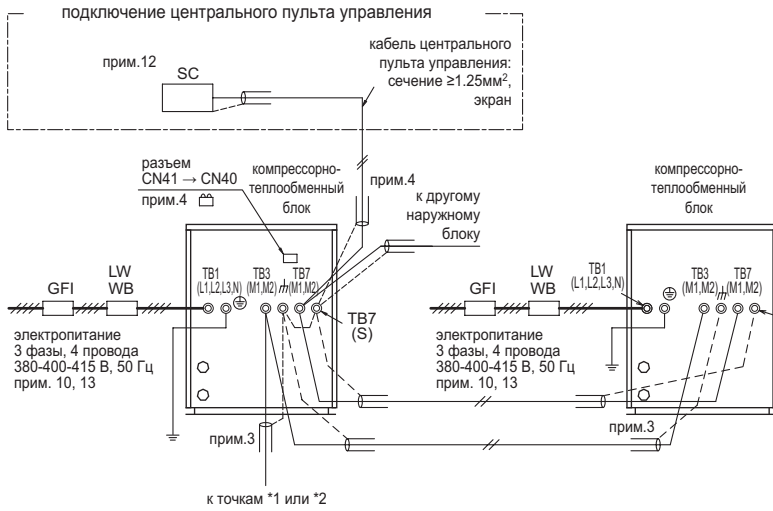 подключение центрального пульта управления
прим.12
SC
кабель центрального
пульта управления:
сечение ≥1.25мм²,
экран
разъем
CN41 → CN40
прим.4
компрессорно-
теплообменный
блок
прим.4
к другому
наружному
блоку
компрессорно-
теплообменный
блок
GFI
LW
WB
TB1
(L1,L2,L3,N)
TB3
(M1,M2)
TB7
(M1,M2)
TB7
(S)
электропитание
3 фазы, 4 провода
380-400-415 В, 50 Гц
прим. 10, 13
GFI
LW
WB
TB1
(L1,L2,L3,N)
TB3
(M1,M2)
TB7
(M1,M2)
электропитание
3 фазы, 4 провода
380-400-415 В, 50 Гц
прим. 10, 13
прим.3
прим.3
к точкам *1 или *2